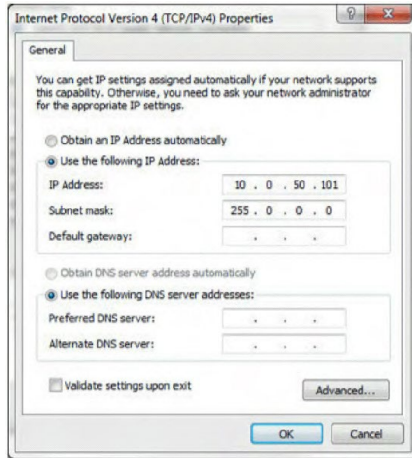 Internet Protocol Version 4 (TCP/IPv4) Properties
General
You can get IP settings assigned automatically if your network supports
this capability. Otherwise, you need to ask your network administrator
for the appropriate IP settings.
Obtain an IP Address automatically
Use the following IP Address:
IP Address: 10 . 0 . 50 . 101
Subnet mask: 255 . 0 . 0 . 0
Default gateway: . . .
Obtain DNS server address automatically
Use the following DNS server addresses:
Preferred DNS server: . . .
Alternate DNS server: . . .
Validate settings upon exit
Advanced...
OK Cancel